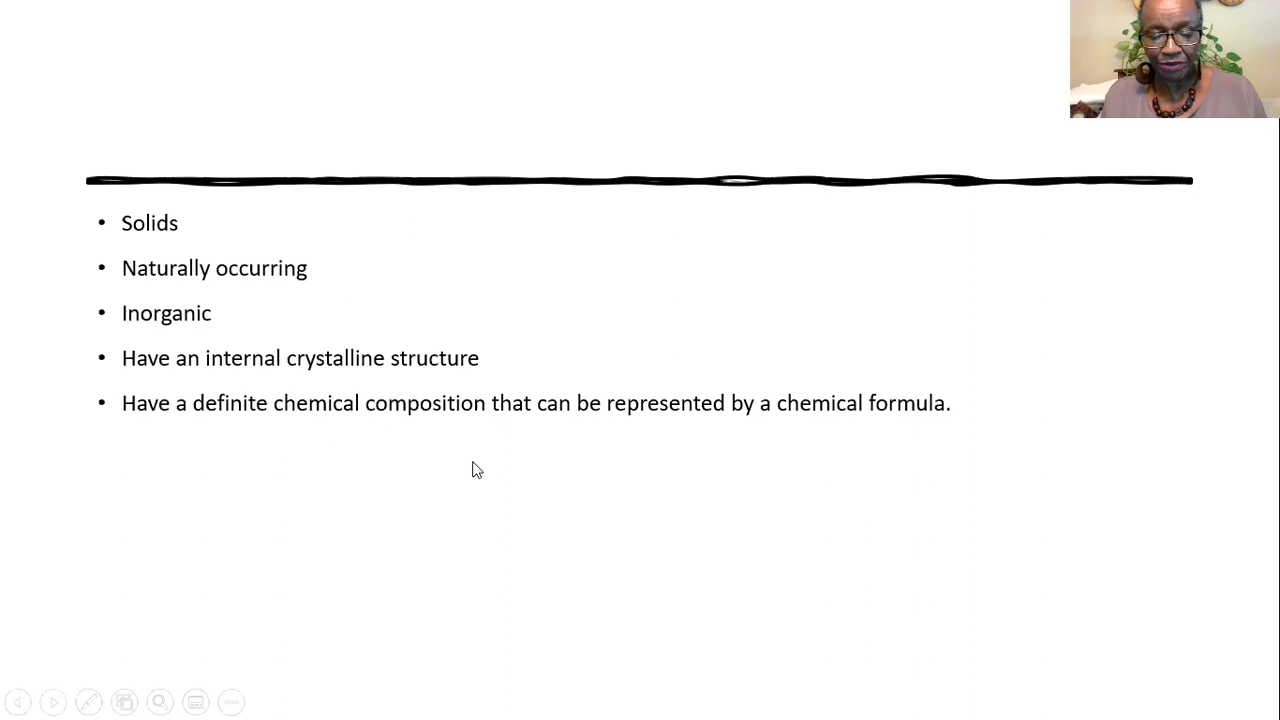 • Solids
• Naturally occurring
• Inorganic
• Have an internal crystalline structure
• Have a definite chemical composition that can be represented by a chemical formula.